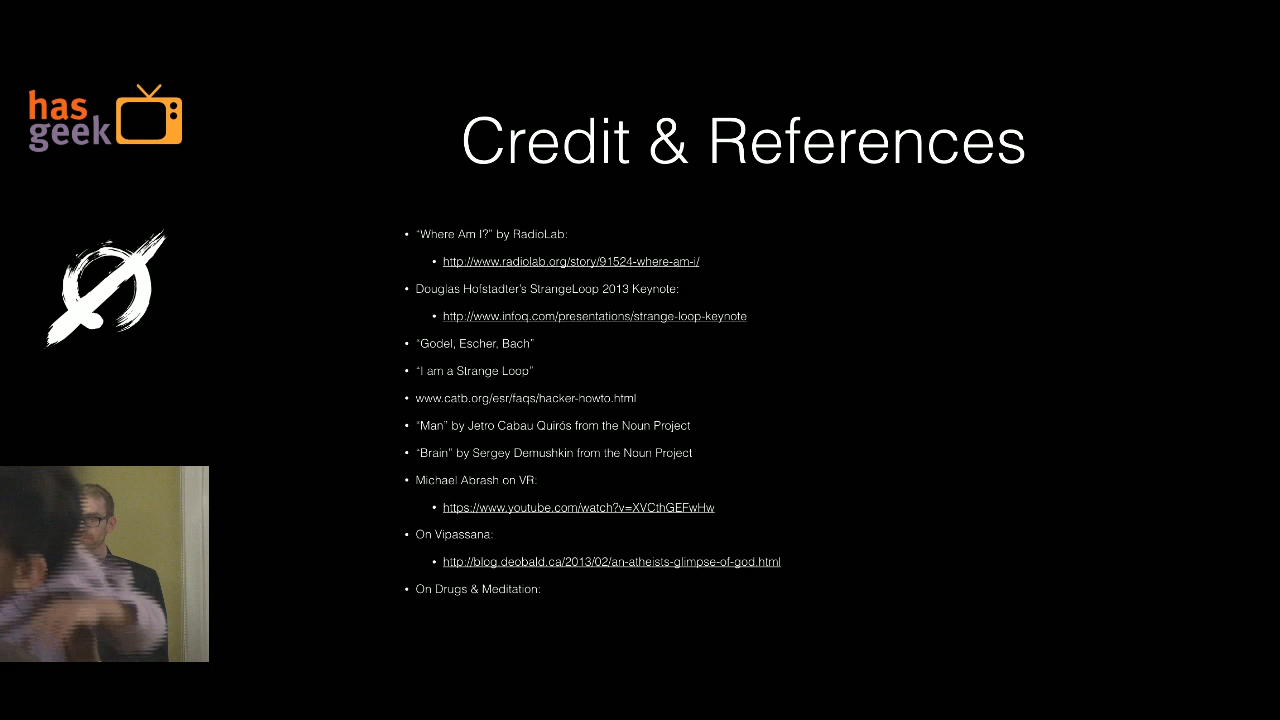 has
geek
Credit & References
• “Where Am I?” by RadioLab:
• http://www.radiolab.org/story/91524-where-am-i/
• Douglas Hofstadter’s StrangeLoop 2013 Keynote:
• http://www.infoq.com/presentations/strange-loop-keynote
• “Godel, Escher, Bach”
• “I am a Strange Loop”
• www.catb.org/esr/faqs/hacker-howto.html
• “Man” by Jetro Cabau Quirós from the Noun Project
• “Brain” by Sergey Demushkin from the Noun Project
• Michael Abrash on VR:
• https://www.youtube.com/watch?v=XVCthGEFwHw
• On Vipassana:
• http://blog.deobald.ca/2013/02/an-atheists-glimpse-of-god.html
• On Drugs & Meditation: